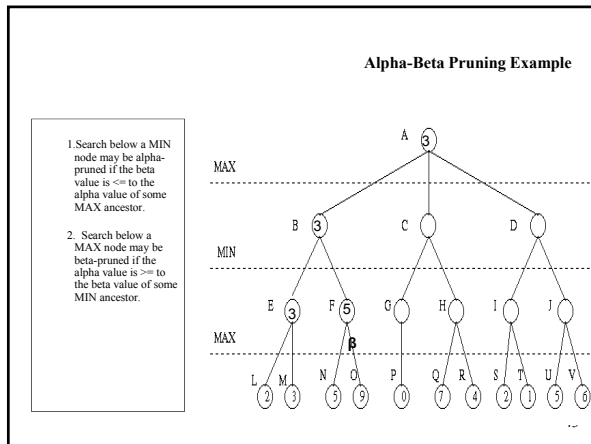 Alpha-Beta Pruning Example
1.Search below a MIN
node may be alpha-
pruned if the beta
value is <= to the
alpha value of some
MAX ancestor.
2. Search below a
MAX node may be
beta-pruned if the
alpha value is >= to
the beta value of some
MIN ancestor.
A 3
MAX
B 3 C D
MIN
E 3 F 5 G H I J
β
MAX
L M N O P Q R S T U V
2 3 5 9 0 7 4 2 1 5 6